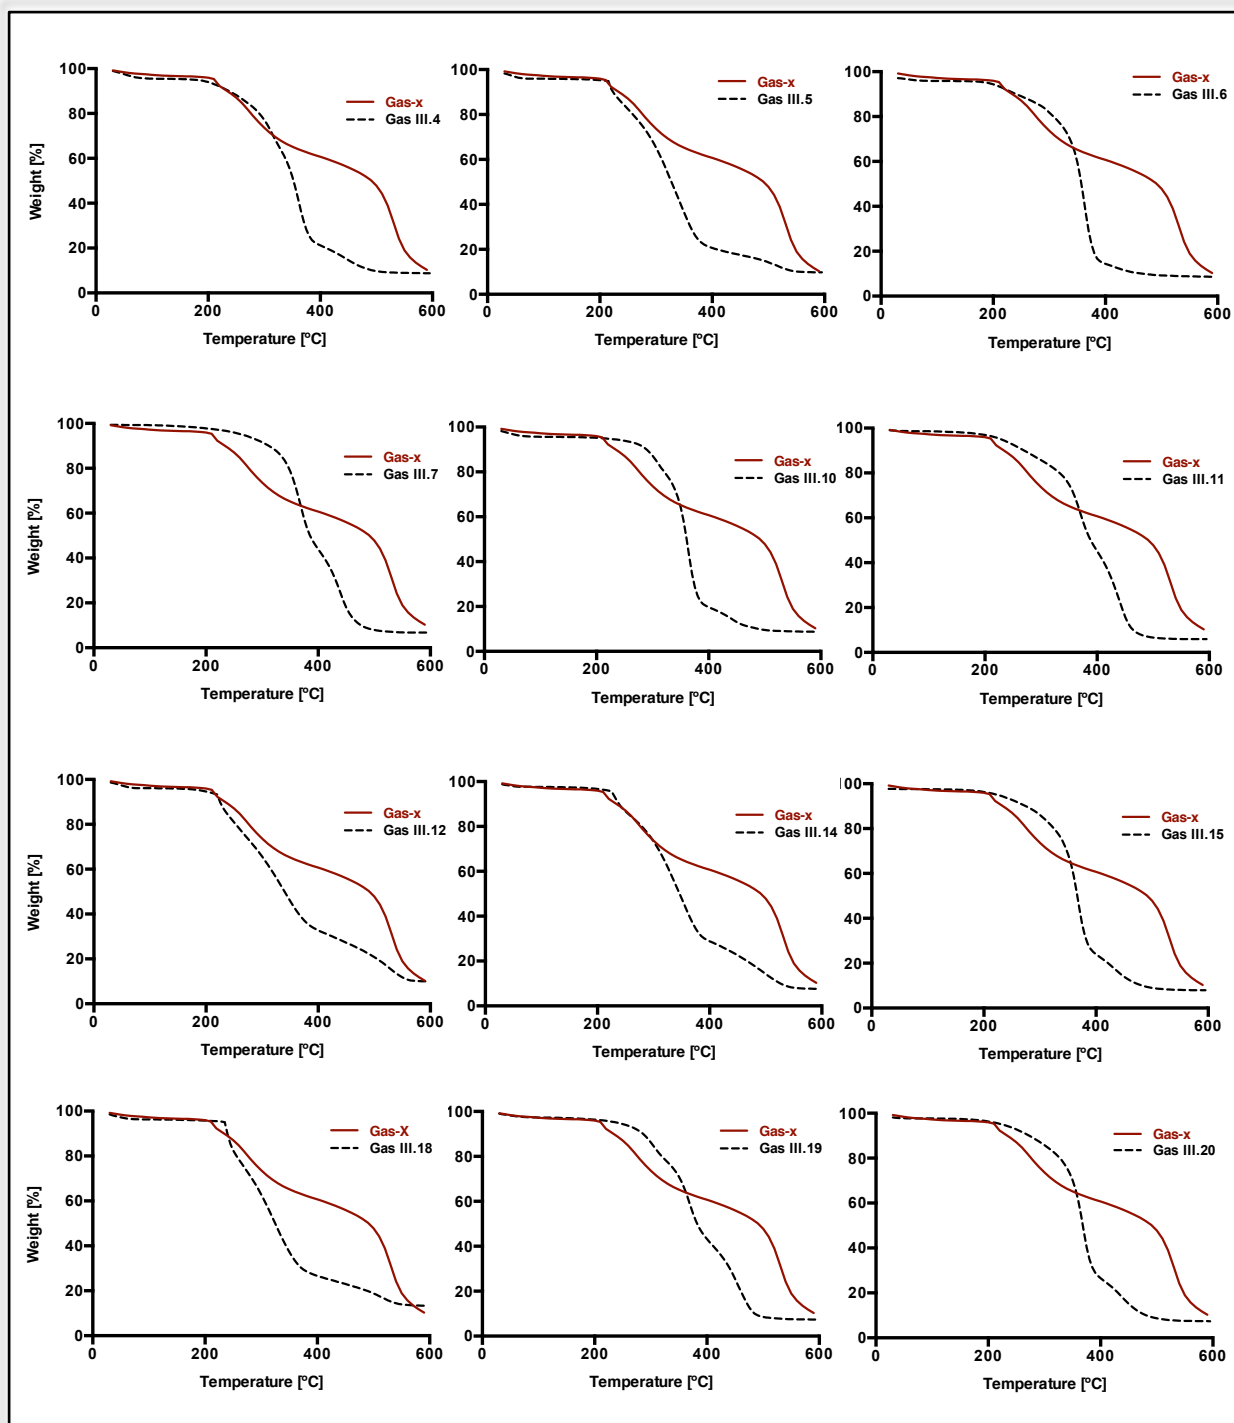 100
80
60
40
20
0
0 200 400 600
Weight [%]
Temperature [ºC]
Gas-x
Gas III.4
100
80
60
40
20
0
0 200 400 600
Temperature [ºC]
Gas-x
Gas III.5
100
80
60
40
20
0
0 200 400 600
Temperature [ºC]
Gas-x
Gas III.6
100
80
60
40
20
0
0 200 400 600
Weight [%]
Temperature [ºC]
Gas-x
Gas III.7
100
80
60
40
20
0
0 200 400 600
Temperature [ºC]
Gas-x
Gas III.10
100
80
60
40
20
0
0 200 400 600
Temperature [ºC]
Gas-x
Gas III.11
100
80
60
40
20
0
0 200 400 600
Weight [%]
Temperature [ºC]
Gas-x
Gas III.12
100
80
60
40
20
0
0 200 400 600
Temperature [ºC]
Gas-x
Gas III.14
100
80
60
40
20
0
0 200 400 600
Temperature [ºC]
Gas-x
Gas III.15
100
80
60
40
20
0
0 200 400 600
Weight [%]
Temperature [ºC]
Gas-X
Gas III.18
100
80
60
40
20
0
0 200 400 600
Temperature [ºC]
Gas-x
Gas III.19
100
80
60
40
20
0
0 200 400 600
Temperature [ºC]
Gas-x
Gas III.20